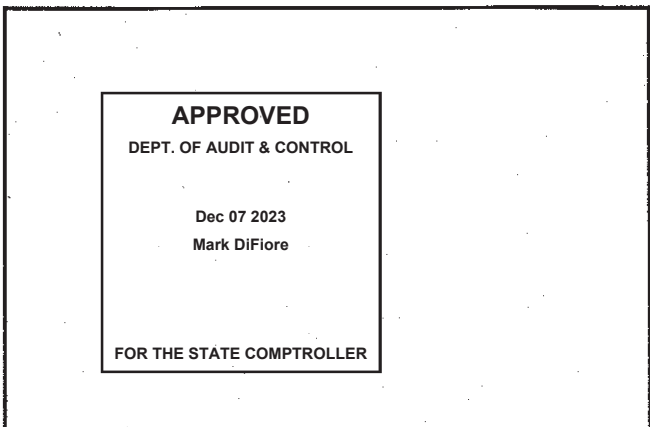 APPROVED
DEPT. OF AUDIT & CONTROL
Dec 07 2023
Mark DiFiore
FOR THE STATE COMPTROLLER